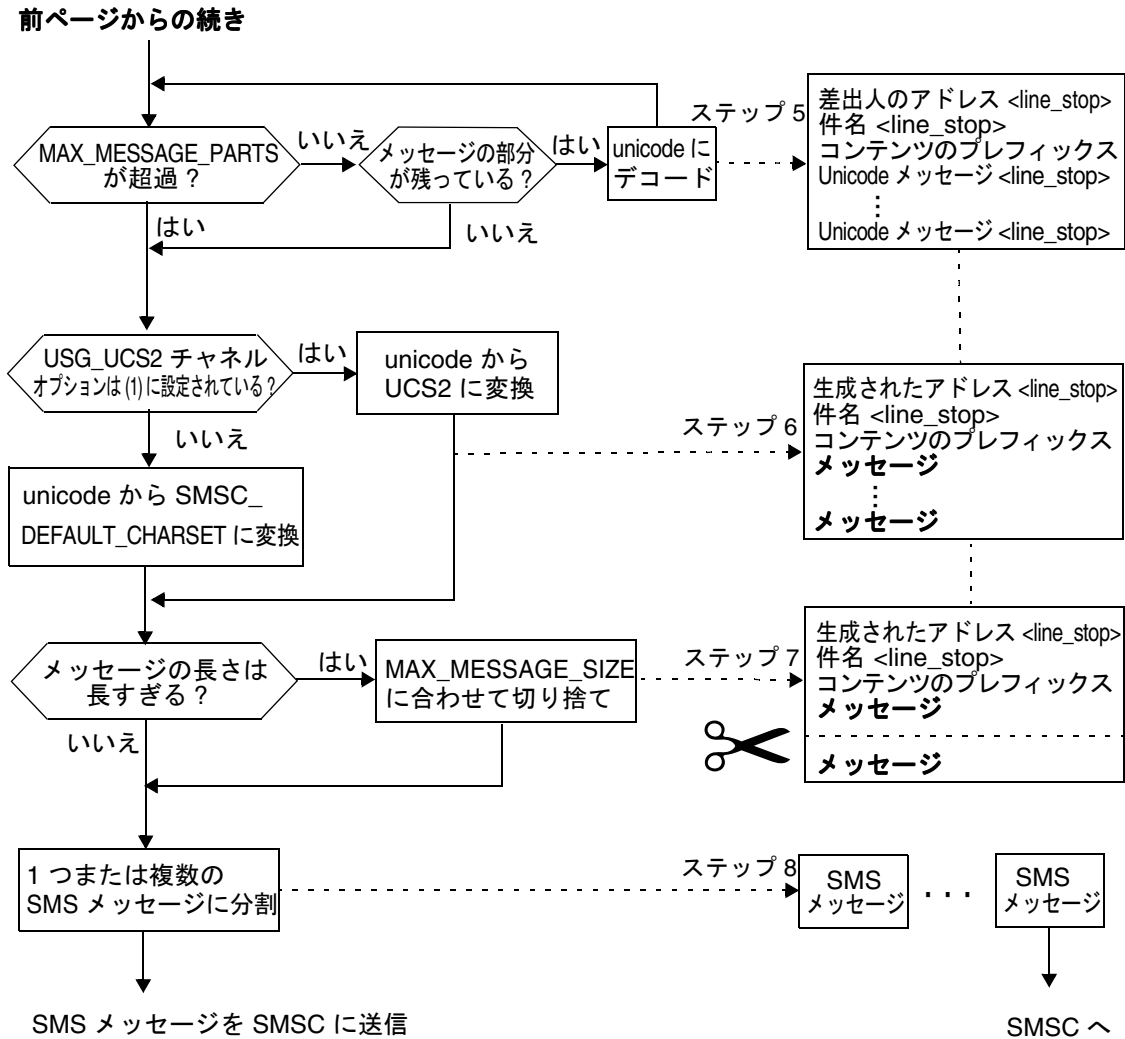 前ページからの続き
MAX_MESSAGE_PARTS
が超過？
いいえ
メッセージの部分
が残っている？
はい
unicode に
デコード
ステップ 5
差出人のアドレス <line_stop>
件名 <line_stop>
コンテンツのプレフィックス
Unicode メッセージ <line_stop>
⋮
Unicode メッセージ <line_stop>
はい
いいえ
USG_UCS2 チャネル
オプションは (1) に設定されている？
はい
unicode から
UCS2 に変換
いいえ
ステップ 6
生成されたアドレス <line_stop>
件名 <line_stop>
コンテンツのプレフィックス
メッセージ
⋮
メッセージ
unicode から SMSC_
DEFAULT_CHARSET に変換
メッセージの長さは
長すぎる？
はい
MAX_MESSAGE_SIZE
に合わせて切り捨て
ステップ 7
生成されたアドレス <line_stop>
件名 <line_stop>
コンテンツのプレフィックス
メッセージ
メッセージ
いいえ
1 つまたは複数の
SMS メッセージに分割
ステップ 8
SMS
メッセージ
. . .
SMS
メッセージ
SMS メッセージを SMSC に送信
SMSC へ